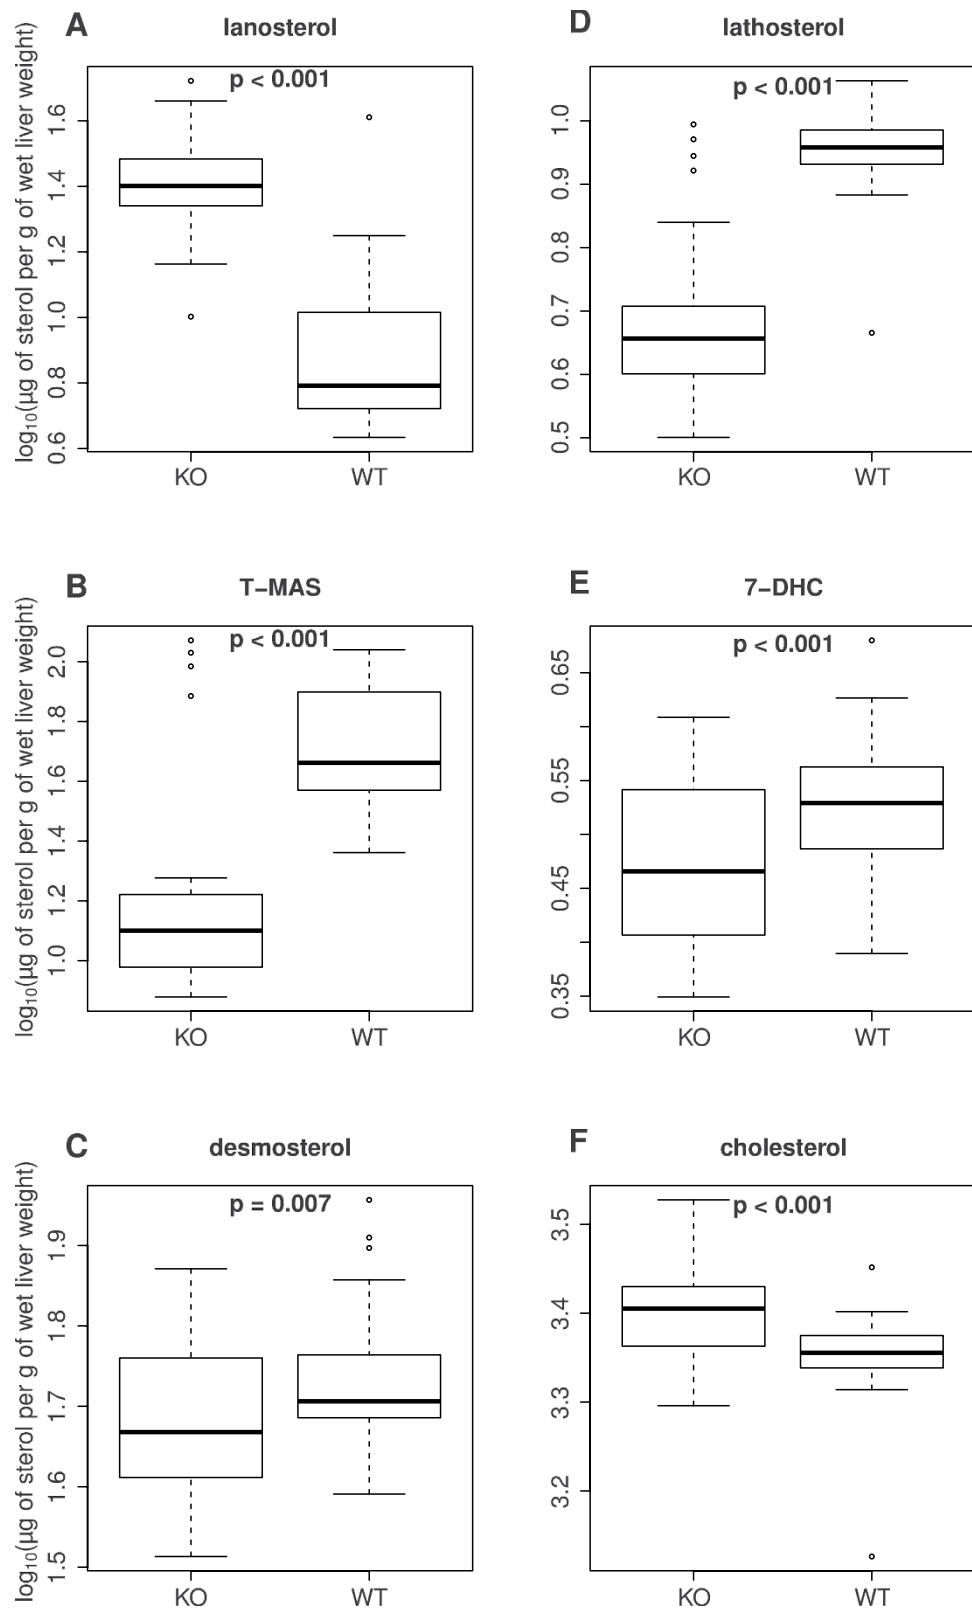 A
lanosterol
p < 0.001
log₁₀(µg of sterol per g of wet liver weight)
1.6
1.4
1.2
1.0
0.8
0.6
KO
WT
D
lathosterol
p < 0.001
1.0
0.9
0.8
0.7
0.6
0.5
KO
WT
B
T−MAS
p < 0.001
log₁₀(µg of sterol per g of wet liver weight)
2.0
1.8
1.6
1.4
1.2
1.0
KO
WT
E
7−DHC
p < 0.001
0.65
0.55
0.45
0.35
KO
WT
C
desmosterol
p = 0.007
log₁₀(µg of sterol per g of wet liver weight)
1.9
1.8
1.7
1.6
1.5
KO
WT
F
cholesterol
p < 0.001
3.5
3.4
3.3
3.2
KO
WT